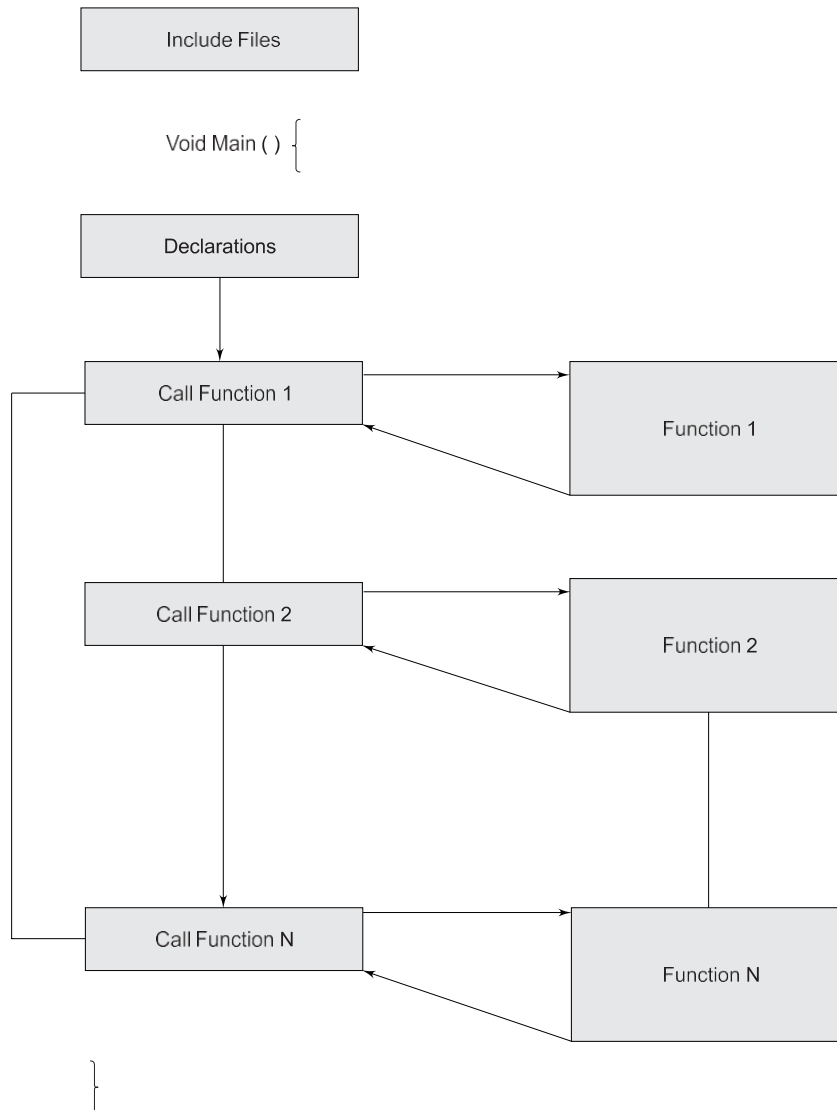 Include Files
Void Main ( ) {
Declarations
Call Function 1
Function 1
Call Function 2
Function 2
Call Function N
Function N
}